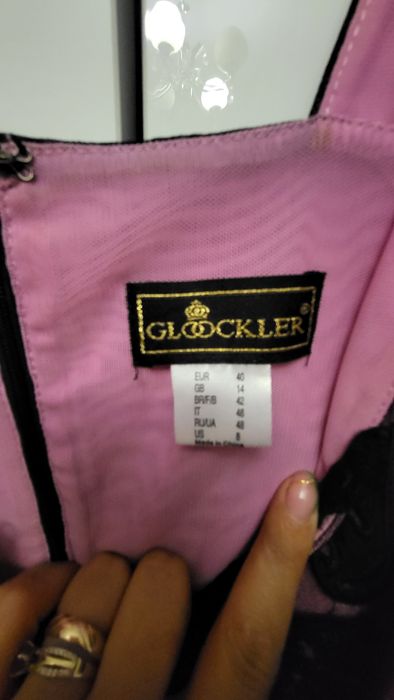 GLOOCKLER®
EUR 40
GB 14
BR/F/B 42
IT 46
RU/UA 48
US 8
Made in China